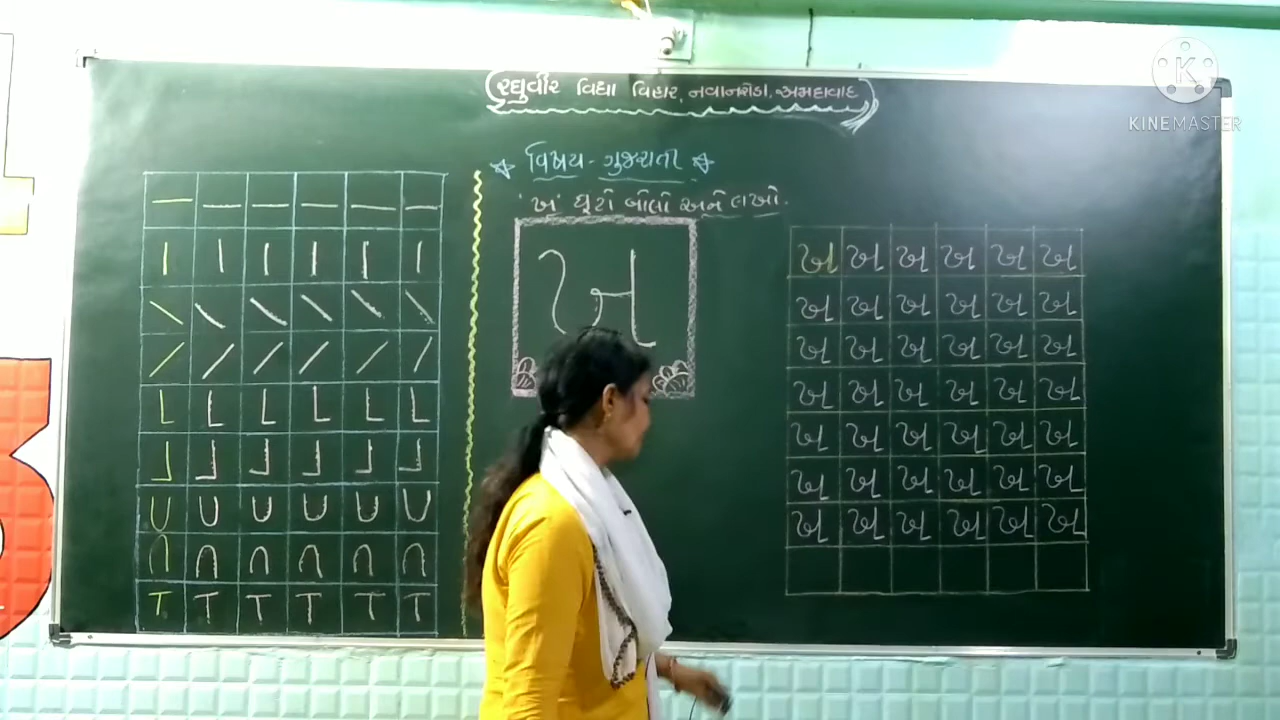 રઘુવીર વિદ્યા વિહાર, નવાનરોડા, અમદાવાદ
K
KINEMASTER
વિષય - ગુજરાતી
'ખ' ઘૂટો બોલો અને લખો.
ખ
— — — — — —
| | | | | |
\ \ \ \ \ \
/ / / / / /
L L L L L L
⅃ ⅃ ⅃ ⅃ ⅃ ⅃
U U U U U U
∩ ∩ ∩ ∩ ∩ ∩
T T T T T T
ખ ખ ખ ખ ખ ખ
ખ ખ ખ ખ ખ ખ
ખ ખ ખ ખ ખ ખ
ખ ખ ખ ખ ખ ખ
ખ ખ ખ ખ ખ ખ
ખ ખ ખ ખ ખ ખ
ખ ખ ખ ખ ખ ખ